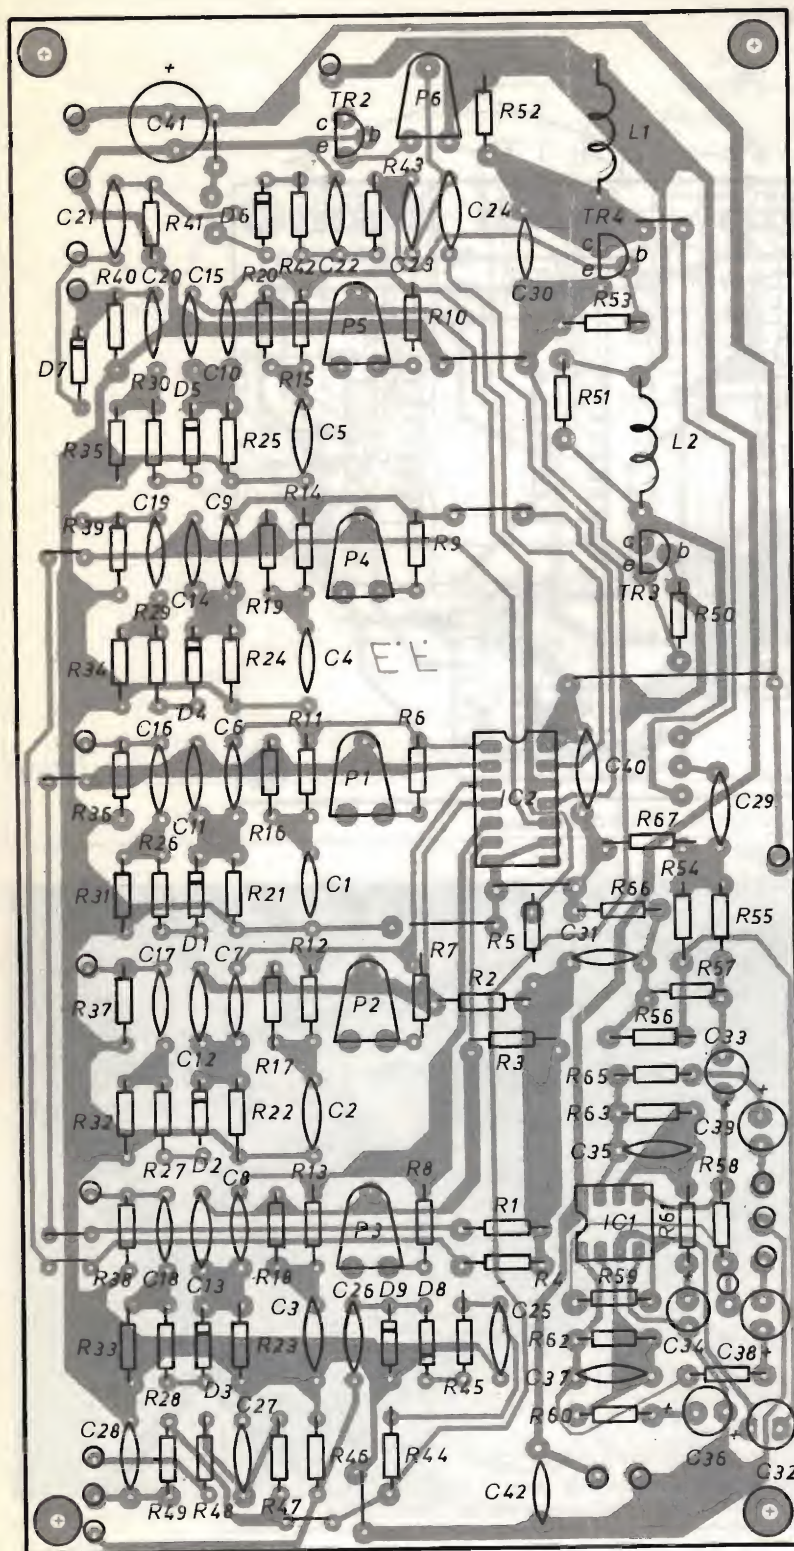 +
C41
TR2
c
b
e
P6
R52
L1
C21
R41
D6
R43
C24
TR4
c
b
e
R40
C20
C15
R20
R42
C22
C23
C30
R53
D7
P5
R10
R30
D5
C10
R15
R51
R35
R25
C5
L2
C19
C9
R14
R39
P4
R9
c
b
e
TR3
R29
C14
R19
R50
R34
R24
C4
E.F.
D4
C16
C6
R11
R6
P1
IC2
C40
R36
C29
R26
C11
R16
R67
R54
R31
R21
C1
R66
R55
D1
R5
C31
C17
C7
R12
R7
R57
R37
P2
R2
R56
C33
C12
R17
R3
R65
+
R63
C39
R32
R22
C2
C35
R58
R27
D2
C8
R13
R8
R1
IC1
R61
P3
R4
R38
C18
C13
R18
R59
+
C3
C26
D9
D8
C25
R62
C34
+
C38
R33
R23
R45
C37
R28
D3
R60
+
C28
C27
R46
R44
C36
+
C32
R49
R48
R47
C42